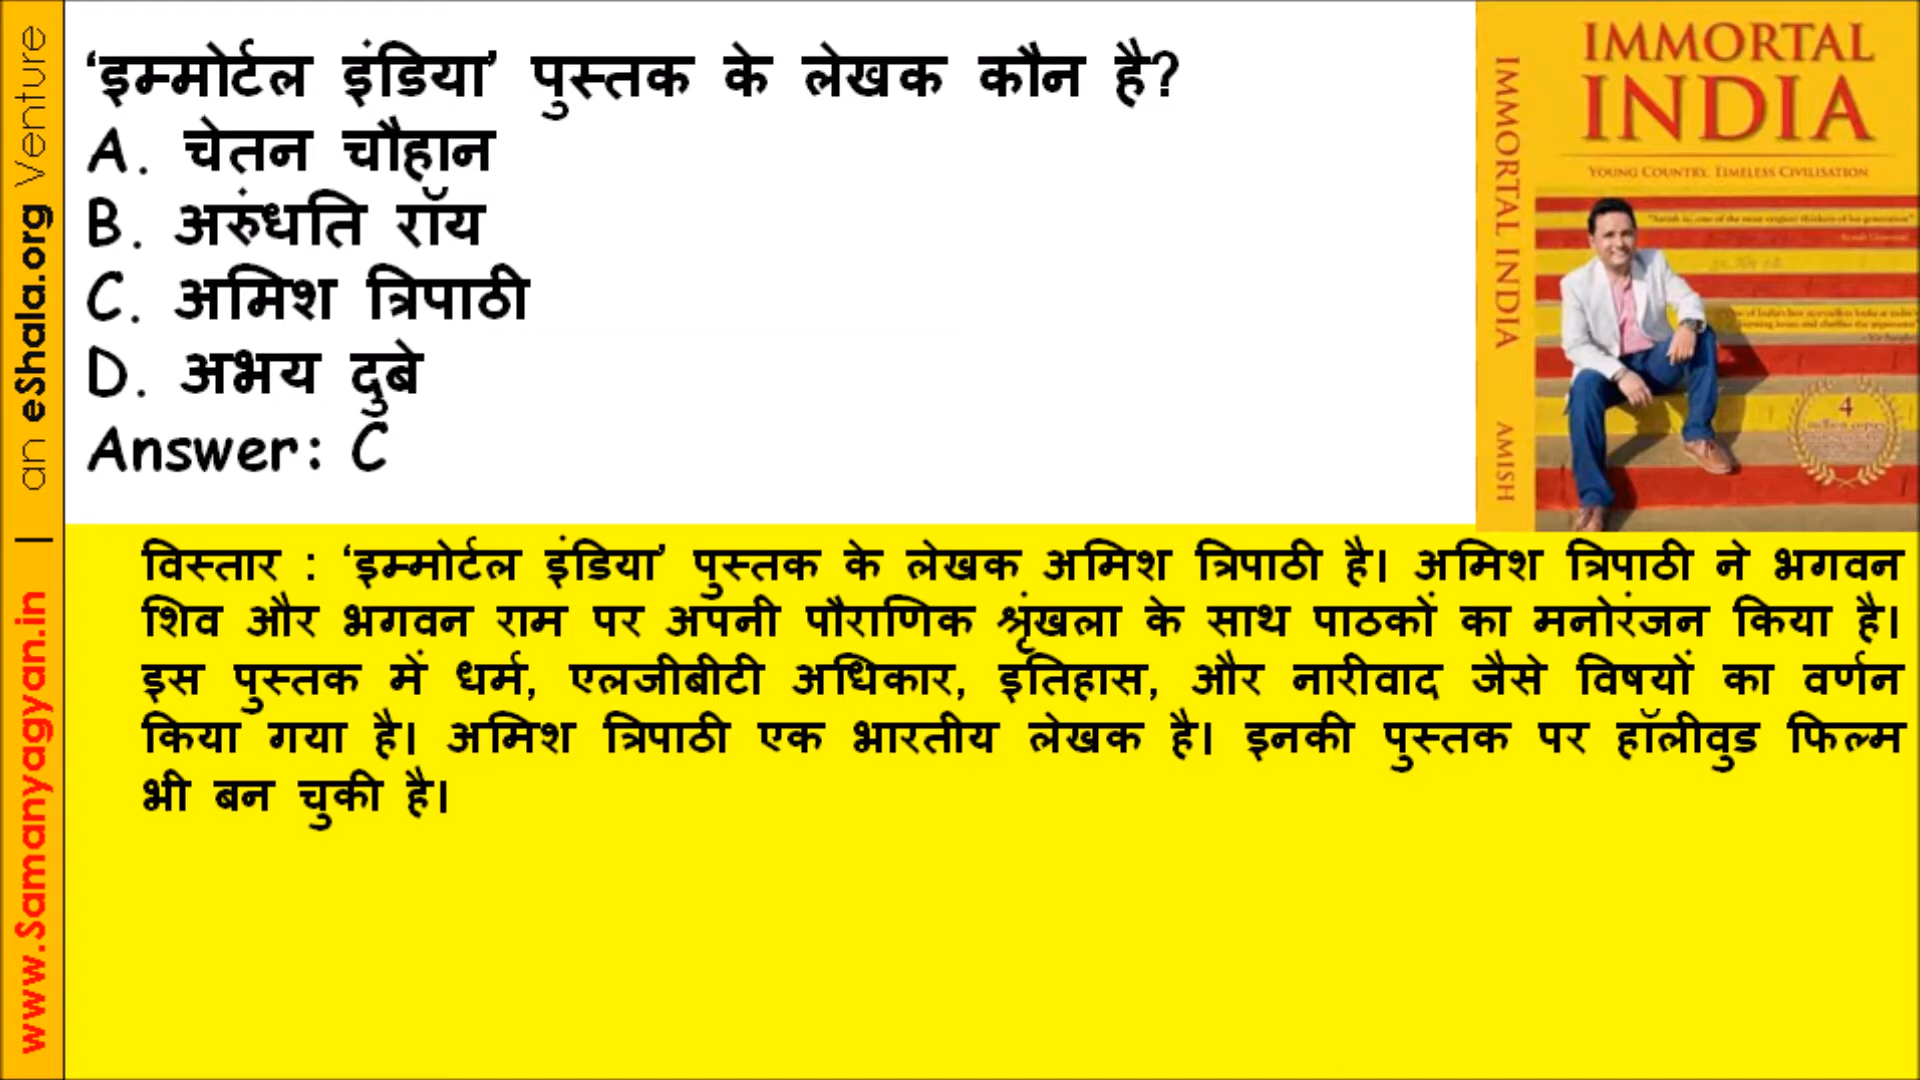 ‘इम्मोर्टल इंडिया’ पुस्तक के लेखक कौन है?
A. चेतन चौहान
B. अरुंधति रॉय
C. अमिश त्रिपाठी
D. अभय दुबे
Answer: C
विस्तार : ‘इम्मोर्टल इंडिया’ पुस्तक के लेखक अमिश त्रिपाठी है। अमिश त्रिपाठी ने भगवन
शिव और भगवन राम पर अपनी पौराणिक श्रृंखला के साथ पाठकों का मनोरंजन किया है।
इस पुस्तक में धर्म, एलजीबीटी अधिकार, इतिहास, और नारीवाद जैसे विषयों का वर्णन
किया गया है। अमिश त्रिपाठी एक भारतीय लेखक है। इनकी पुस्तक पर हॉलीवुड फिल्म
भी बन चुकी है।
www.Samanyagyan.in | an eShala.org Venture
IMMORTAL INDIA AMISH
IMMORTAL
INDIA
YOUNG COUNTRY, TIMELESS CIVILISATION
4
million copies